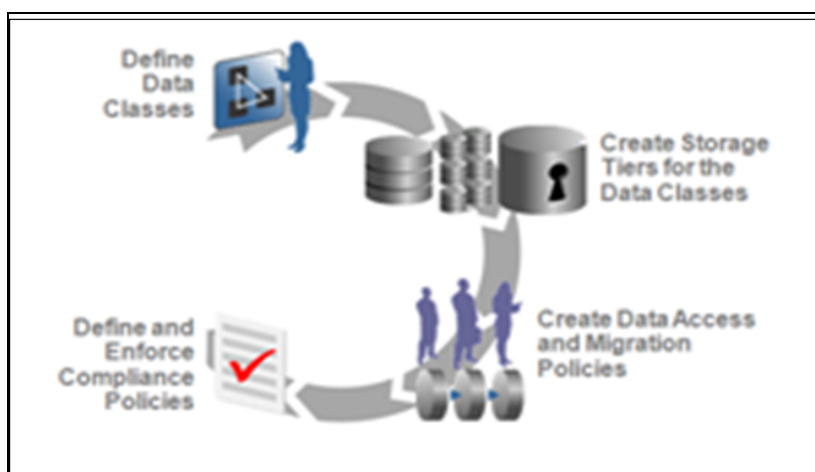 Define
Data
Classes
Create Storage
Tiers for the
Data Classes
Create Data Access
and Migration
Policies
Define and
Enforce
Compliance
Policies